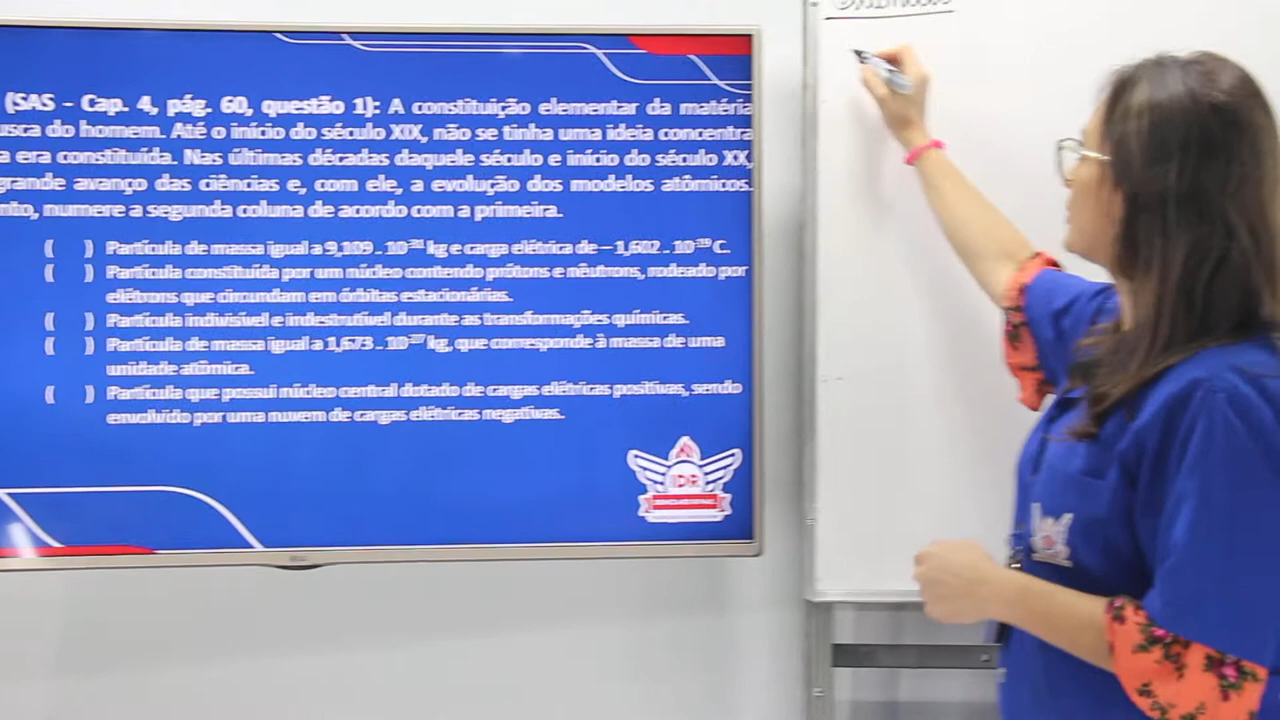 (SAS - Cap. 4, pág. 60, questão 1): A constituição elementar da matéria
usca do homem. Até o início do século XIX, não se tinha uma ideia concentra
a era constituída. Nas últimas décadas daquele século e início do século XX,
grande avanço das ciências e, com ele, a evolução dos modelos atômicos.
nto, numere a segunda coluna de acordo com a primeira.
( ) Partícula de massa igual a 9,109 . 10⁻³¹ kg e carga elétrica de – 1,602 . 10⁻¹⁹ C.
( ) Partícula constituída por um núcleo contendo prótons e nêutrons, rodeado por
elétrons que circundam em órbitas estacionárias.
( ) Partícula indivisível e indestrutível durante as transformações químicas.
( ) Partícula de massa igual a 1,673 . 10⁻²⁷ kg, que corresponde à massa de uma
unidade atômica.
( ) Partícula que possui núcleo central dotado de cargas elétricas positivas, sendo
envolvido por uma nuvem de cargas elétricas negativas.
IDR